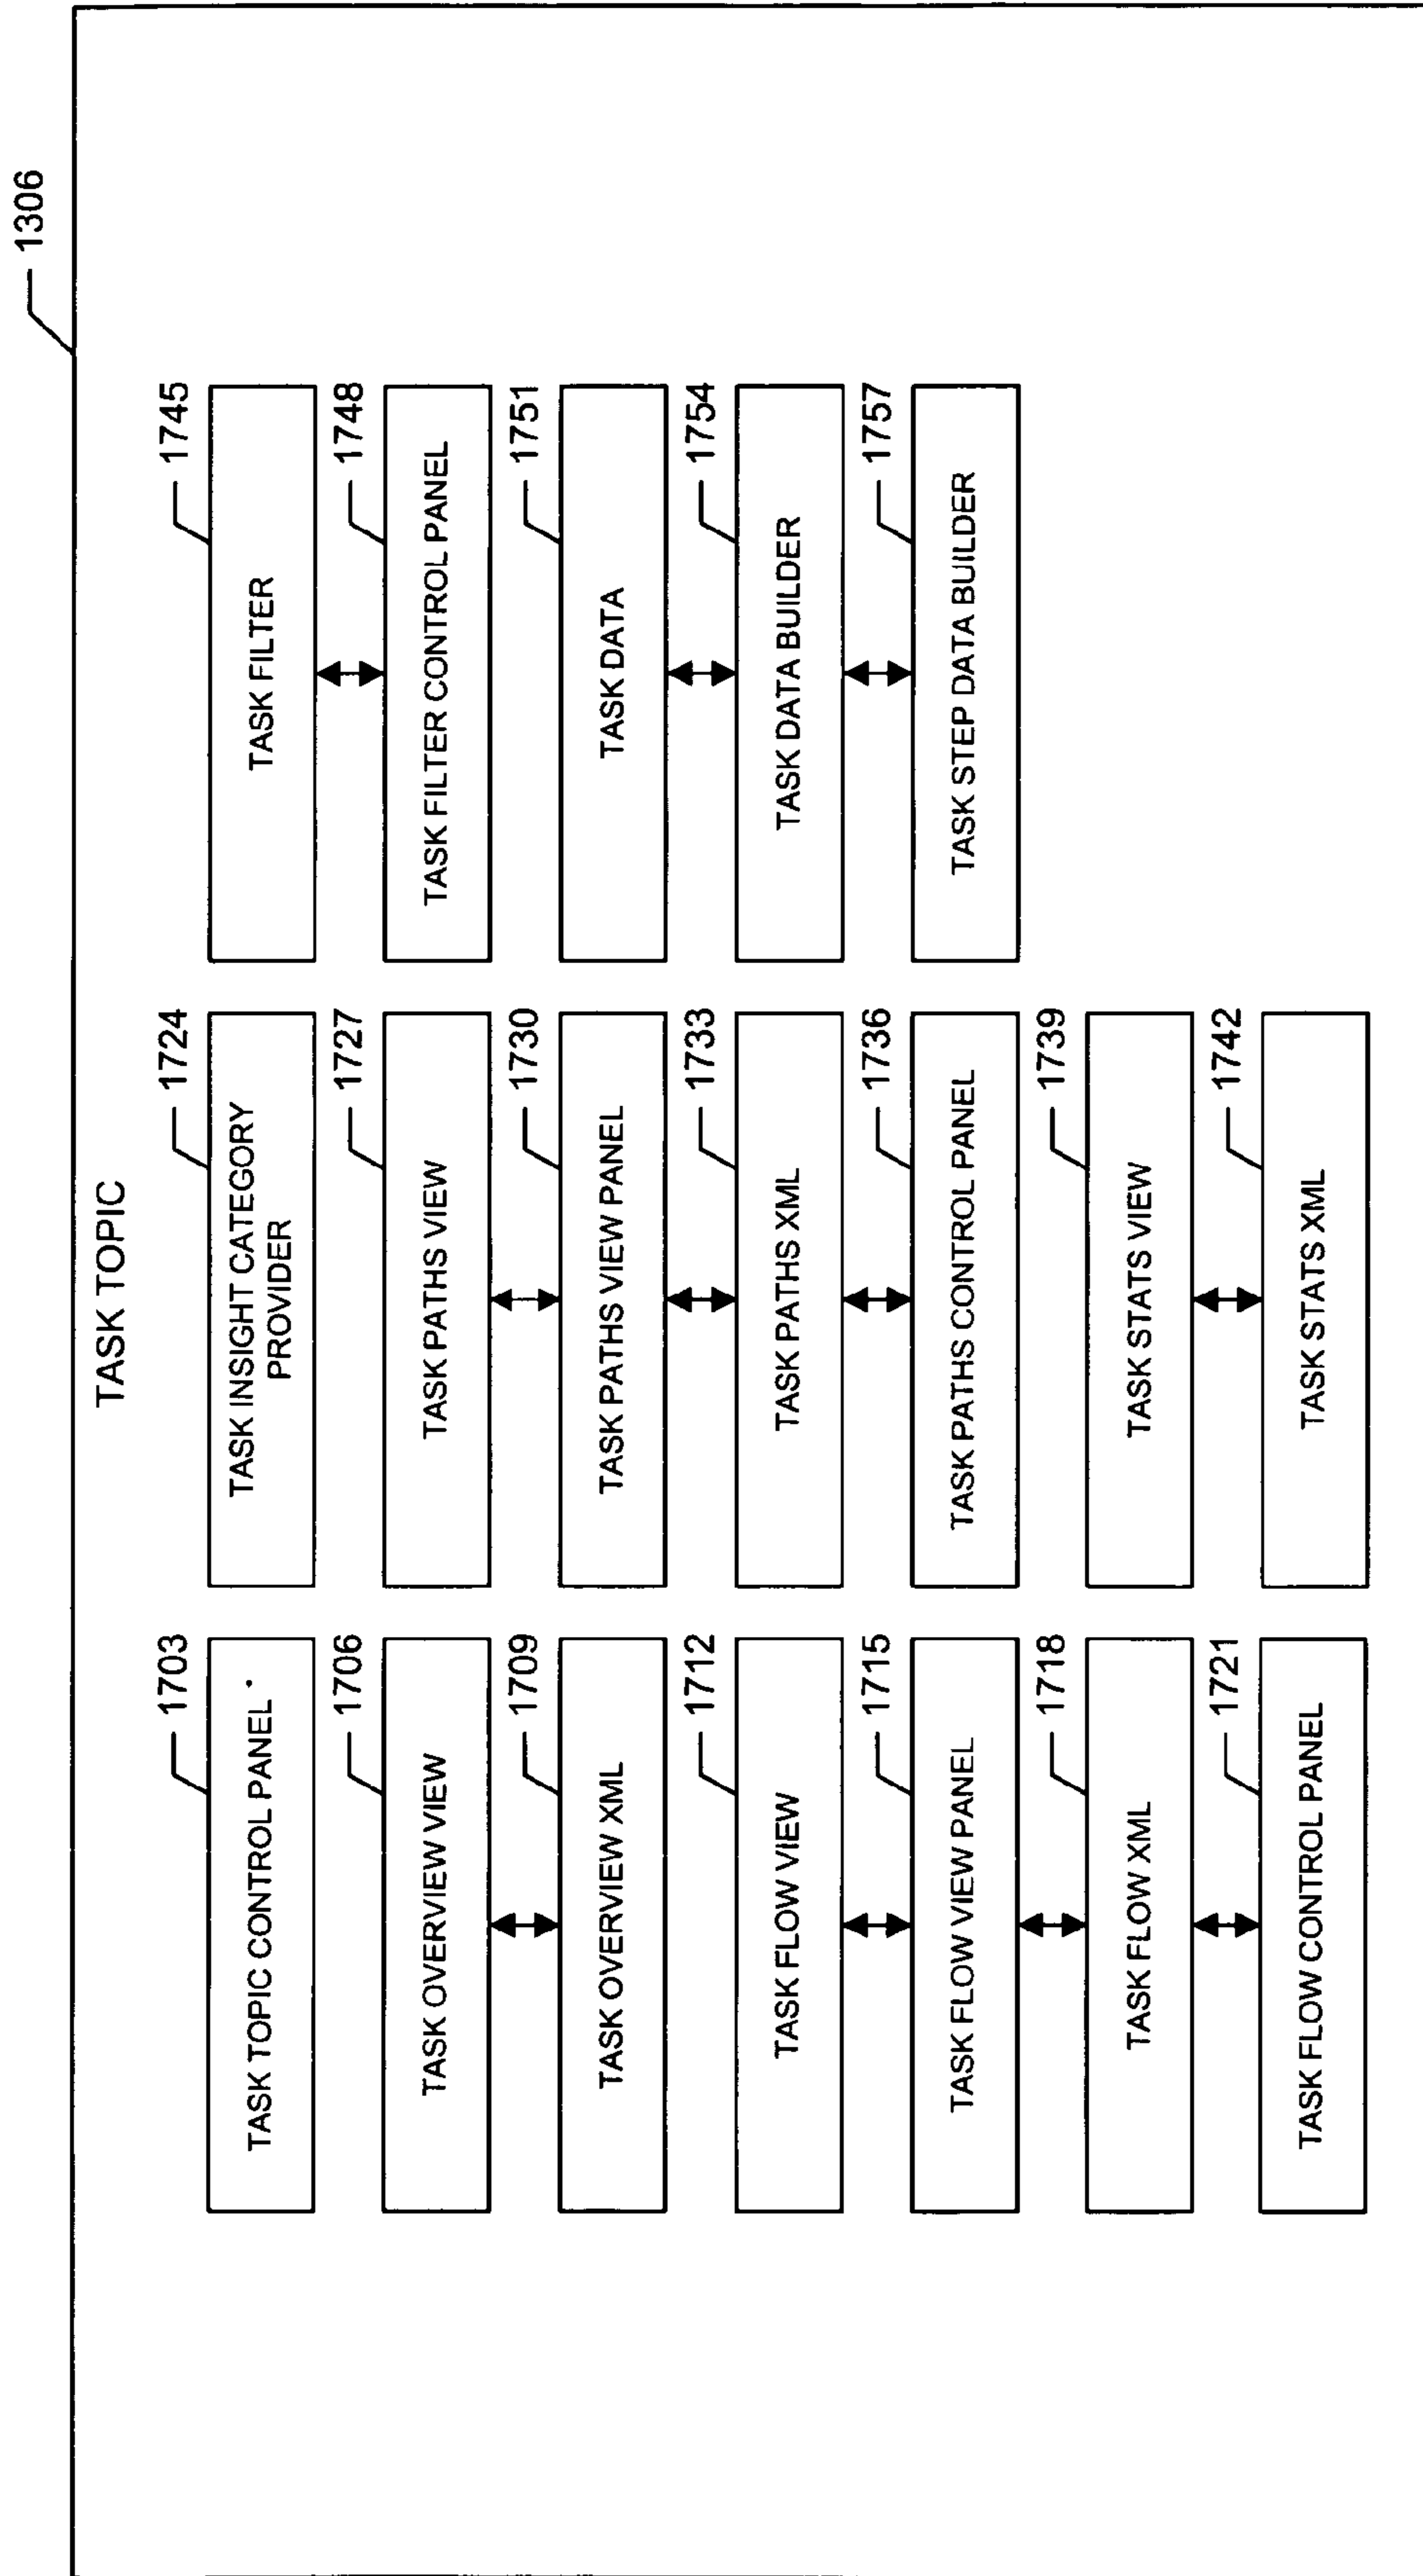 1306
TASK TOPIC
1703
TASK TOPIC CONTROL PANEL
1706
TASK OVERVIEW VIEW
1709
TASK OVERVIEW XML
1712
TASK FLOW VIEW
1715
TASK FLOW VIEW PANEL
1718
TASK FLOW XML
1721
TASK FLOW CONTROL PANEL
1724
TASK INSIGHT CATEGORY
PROVIDER
1727
TASK PATHS VIEW
1730
TASK PATHS VIEW PANEL
1733
TASK PATHS XML
1736
TASK PATHS CONTROL PANEL
1739
TASK STATS VIEW
1742
TASK STATS XML
1745
TASK FILTER
1748
TASK FILTER CONTROL PANEL
1751
TASK DATA
1754
TASK DATA BUILDER
1757
TASK STEP DATA BUILDER